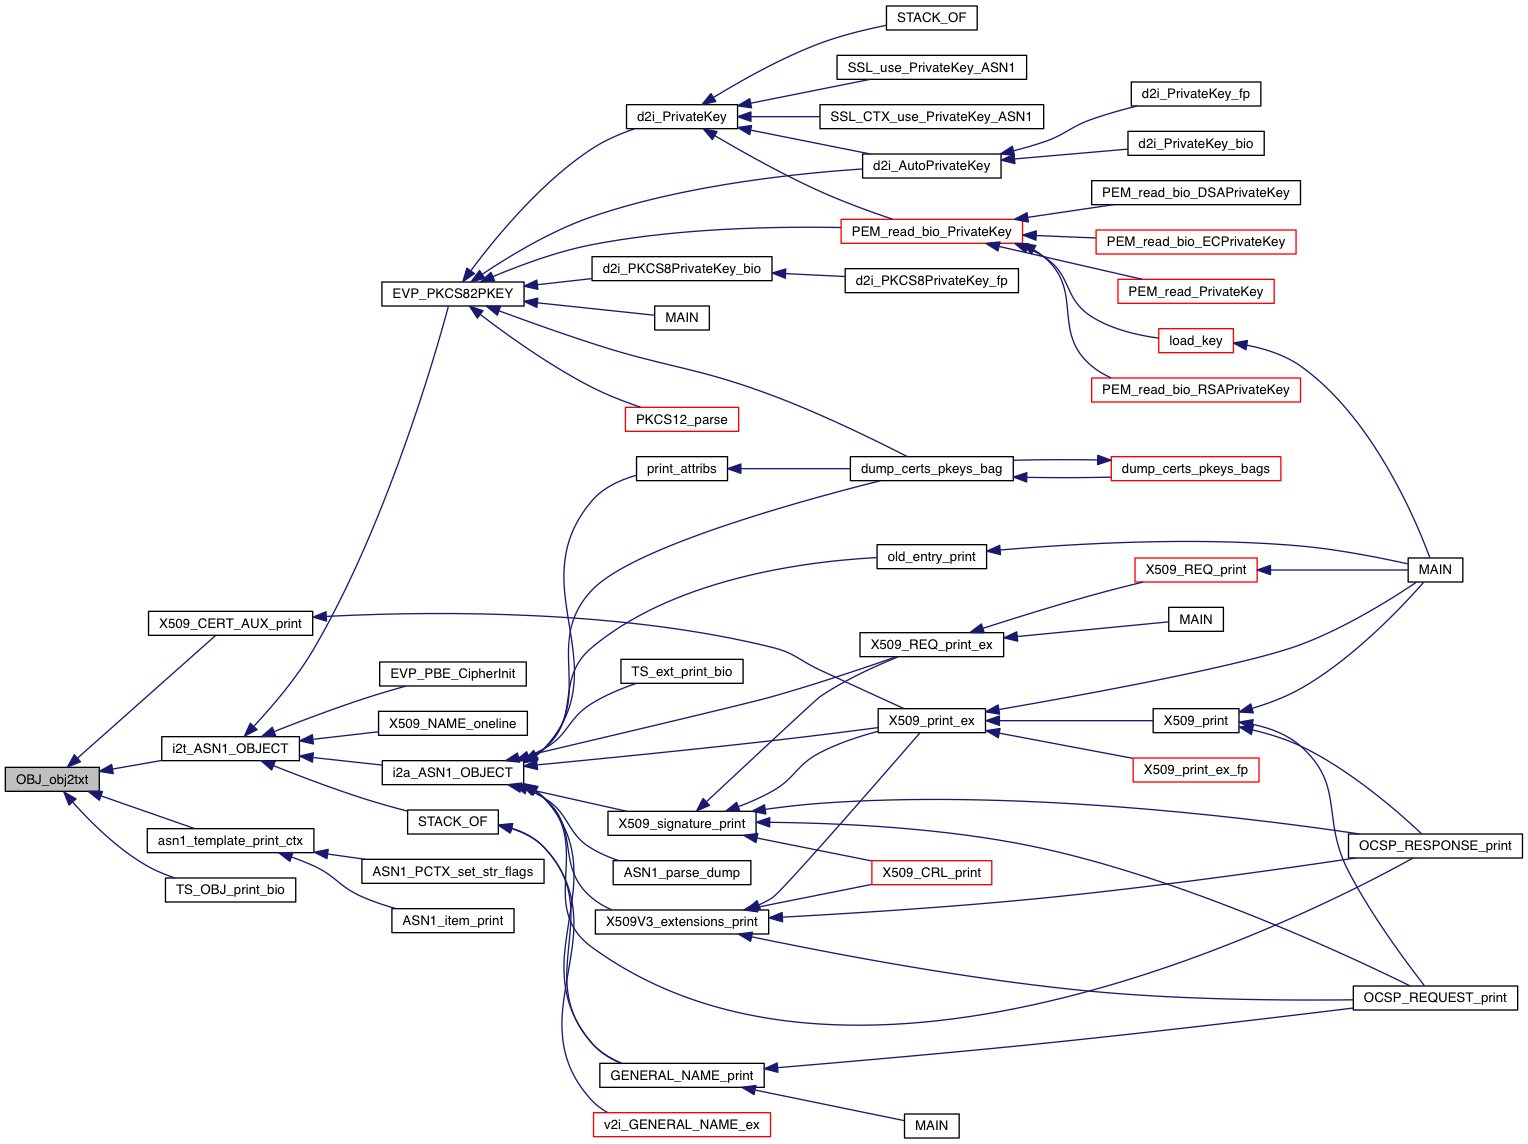 STACK_OF
SSL_use_PrivateKey_ASN1
d2i_PrivateKey_fp
d2i_PrivateKey
SSL_CTX_use_PrivateKey_ASN1
d2i_PrivateKey_bio
d2i_AutoPrivateKey
PEM_read_bio_DSAPrivateKey
PEM_read_bio_PrivateKey
PEM_read_bio_ECPrivateKey
d2i_PKCS8PrivateKey_bio
d2i_PKCS8PrivateKey_fp
EVP_PKCS82PKEY
PEM_read_PrivateKey
MAIN
load_key
PEM_read_bio_RSAPrivateKey
PKCS12_parse
print_attribs
dump_certs_pkeys_bag
dump_certs_pkeys_bags
old_entry_print
X509_REQ_print
MAIN
X509_CERT_AUX_print
MAIN
X509_REQ_print_ex
EVP_PBE_CipherInit
TS_ext_print_bio
X509_NAME_oneline
X509_print_ex
X509_print
i2t_ASN1_OBJECT
OBJ_obj2txt
i2a_ASN1_OBJECT
X509_print_ex_fp
STACK_OF
X509_signature_print
asn1_template_print_ctx
OCSP_RESPONSE_print
ASN1_PCTX_set_str_flags
ASN1_parse_dump
X509_CRL_print
TS_OBJ_print_bio
ASN1_item_print
X509V3_extensions_print
OCSP_REQUEST_print
GENERAL_NAME_print
v2i_GENERAL_NAME_ex
MAIN